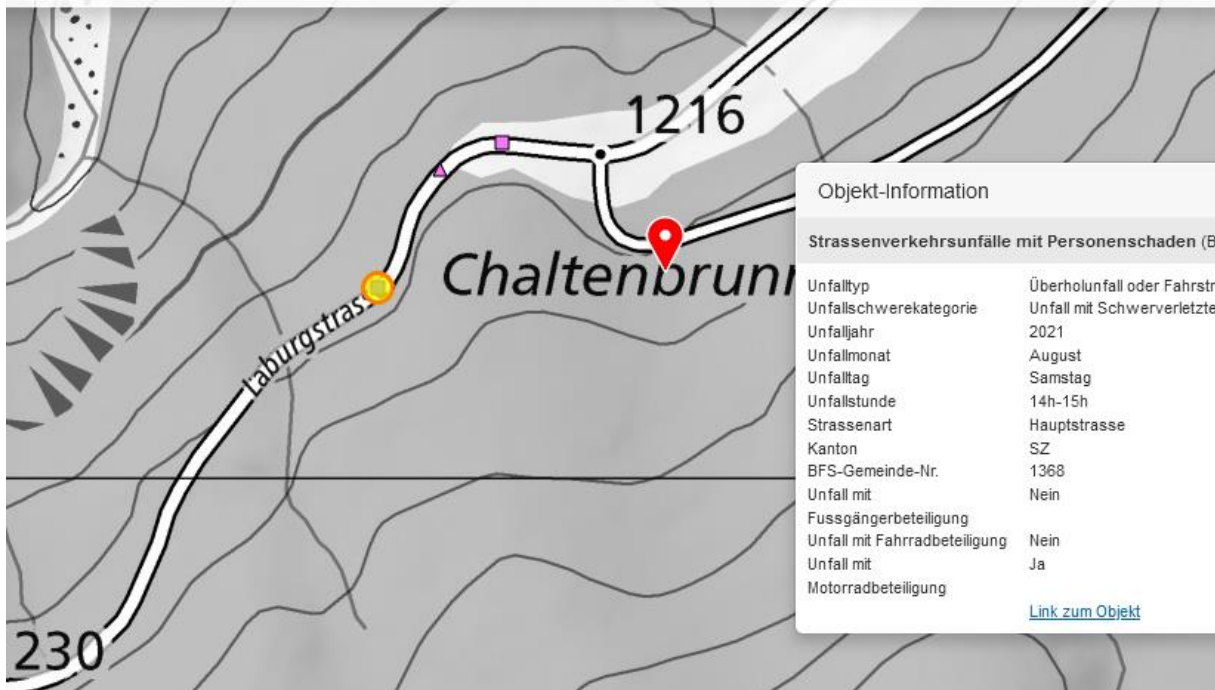 1216
Chaltenbrunn
Laburgstrass
230
Objekt-Information
Strassenverkehrsunfälle mit Personenschaden (B
Unfalltyp Überholunfall oder Fahrstr
Unfallschwerekategorie Unfall mit Schwerverletzte
Unfalljahr 2021
Unfallmonat August
Unfalltag Samstag
Unfallstunde 14h-15h
Strassenart Hauptstrasse
Kanton SZ
BFS-Gemeinde-Nr. 1368
Unfall mit Nein
Fussgängerbeteiligung
Unfall mit Fahrradbeteiligung Nein
Unfall mit Ja
Motorradbeteiligung
Link zum Objekt